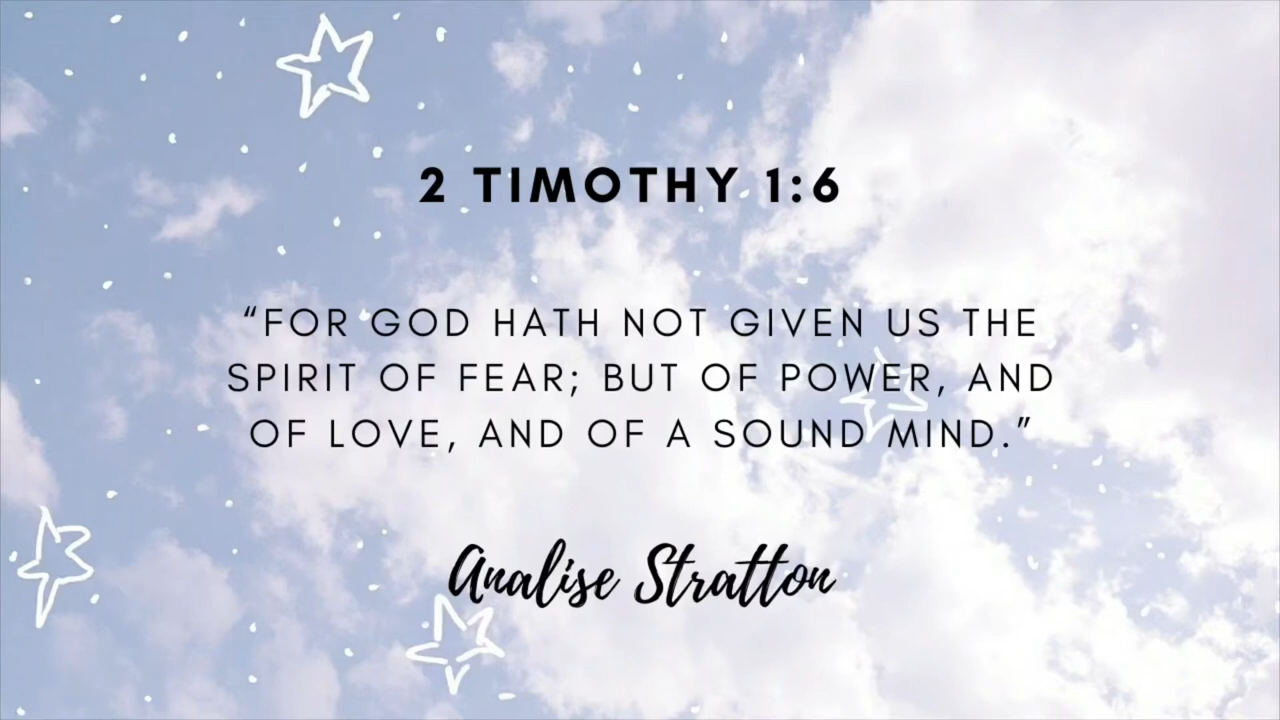 2 TIMOTHY 1:6
“FOR GOD HATH NOT GIVEN US THE
SPIRIT OF FEAR; BUT OF POWER, AND
OF LOVE, AND OF A SOUND MIND.”
Analise Stratton